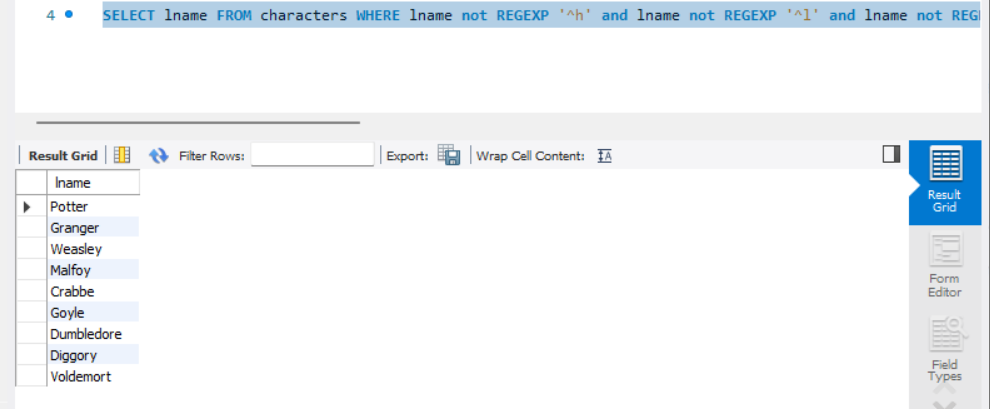 4 SELECT lname FROM characters WHERE lname not REGEXP '^h' and lname not REGEXP '^l' and lname not REG
Result Grid Filter Rows: Export: Wrap Cell Content: IA
lname
Potter
Granger
Weasley
Malfoy
Crabbe
Goyle
Dumbledore
Diggory
Voldemort
Result
Grid
Form
Editor
Field
Types